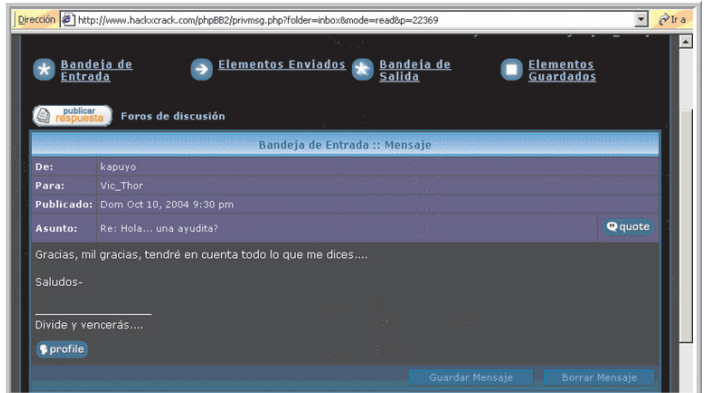 Dirección http://www.hackxcrack.com/phpBB2/privmsg.php?folder=inbox&mode=read&p=22369 Ir a
Bandeja de Entrada Elementos Enviados Bandeja de Salida Elementos Guardados
publicar respuesta Foros de discusión
Bandeja de Entrada :: Mensaje
De: kapuyo
Para: Vic_Thor
Publicado: Dom Oct 10, 2004 9:30 pm
Asunto: Re: Hola... una ayudita? quote
Gracias, mil gracias, tendré en cuenta todo lo que me dices....
Saludos-
Divide y vencerás....
profile
Guardar Mensaje Borrar Mensaje